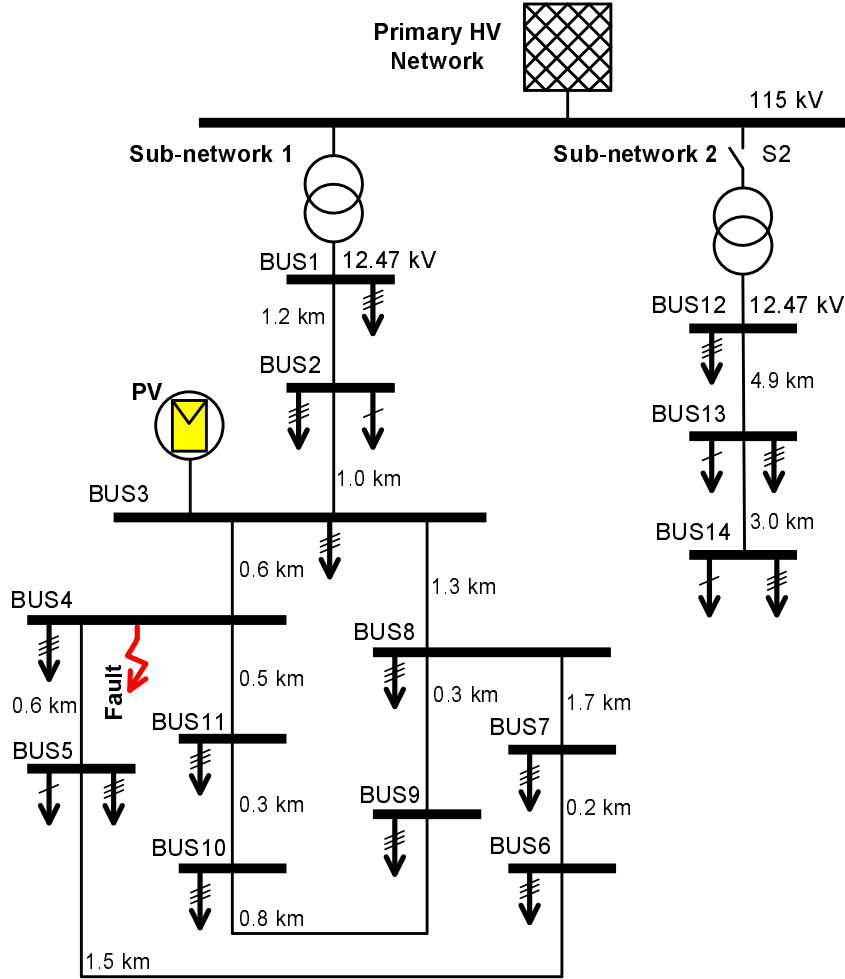 Primary HV
Network
115 kV
Sub-network 1
Sub-network 2
S2
BUS1
12.47 kV
1.2 km
BUS2
PV
1.0 km
BUS3
BUS12
12.47 kV
4.9 km
BUS13
3.0 km
BUS14
0.6 km
1.3 km
BUS4
Fault
BUS8
0.5 km
0.3 km
0.6 km
1.7 km
BUS11
BUS7
BUS5
BUS9
0.3 km
0.2 km
BUS10
BUS6
0.8 km
1.5 km